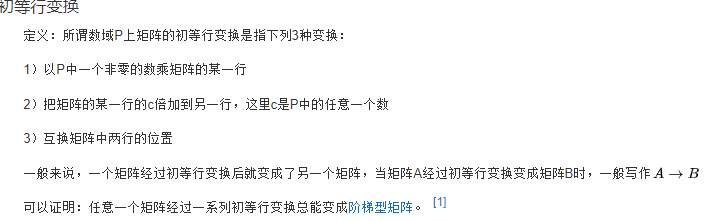 初等行变换
定义：所谓数域P上矩阵的初等行变换是指下列3种变换：
1）以P中一个非零的数乘矩阵的某一行
2）把矩阵的某一行的c倍加到另一行，这里c是P中的任意一个数
3）互换矩阵中两行的位置
一般来说，一个矩阵经过初等行变换后就变成了另一个矩阵，当矩阵A经过初等行变换变成矩阵B时，一般写作 A → B
可以证明：任意一个矩阵经过一系列初等行变换总能变成阶梯型矩阵。 [1]